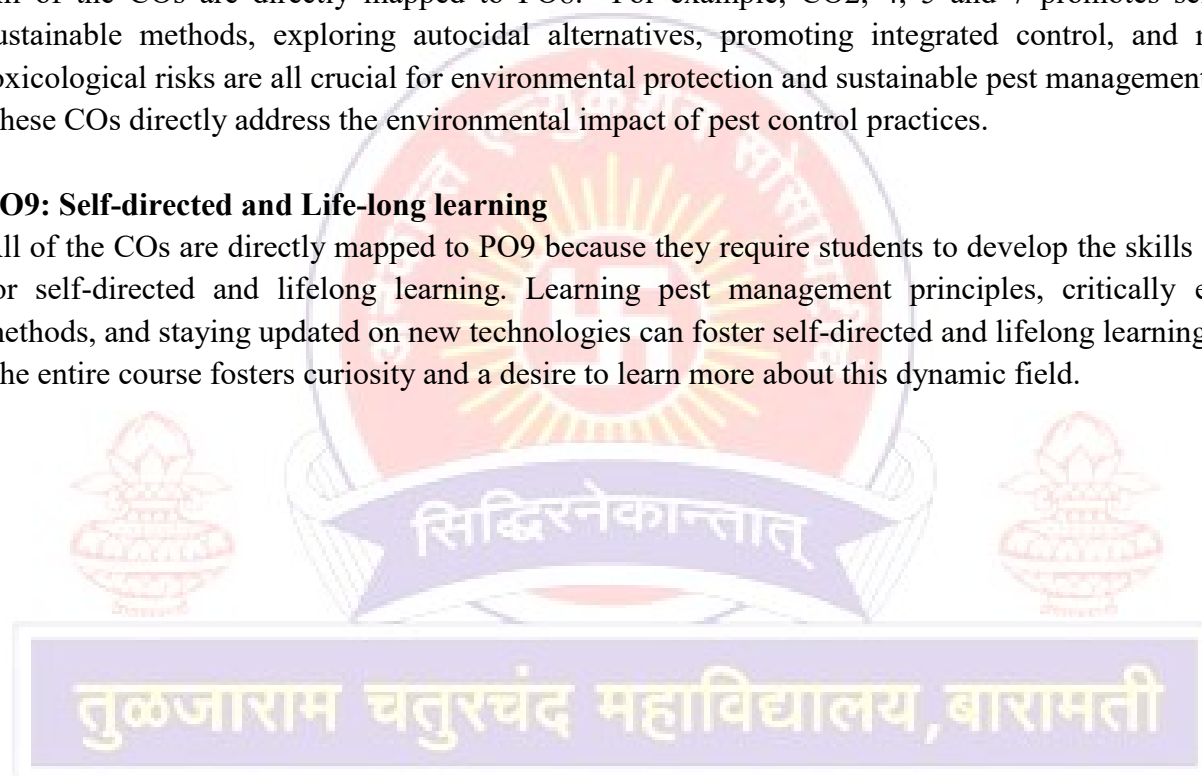 of the COs are directly mapped to PO8. For example, CO2, 4, 5 and 7 promotes
ustainable methods, exploring autocidal alternatives, promoting integrated control, and
oxicological risks are all crucial for environmental protection and sustainable pest management
hese COs directly address the environmental impact of pest control practices.
O9: Self-directed and Life-long learning
ll of the COs are directly mapped to PO9 because they require students to develop the skills
or self-directed and lifelong learning. Learning pest management principles, critically
ethods, and staying updated on new technologies can foster self-directed and lifelong learning
he entire course fosters curiosity and a desire to learn more about this dynamic field.
सिद्धिरनेकान्तात्
तुळजाराम चतुरचंद महाविद्यालय,बारामती